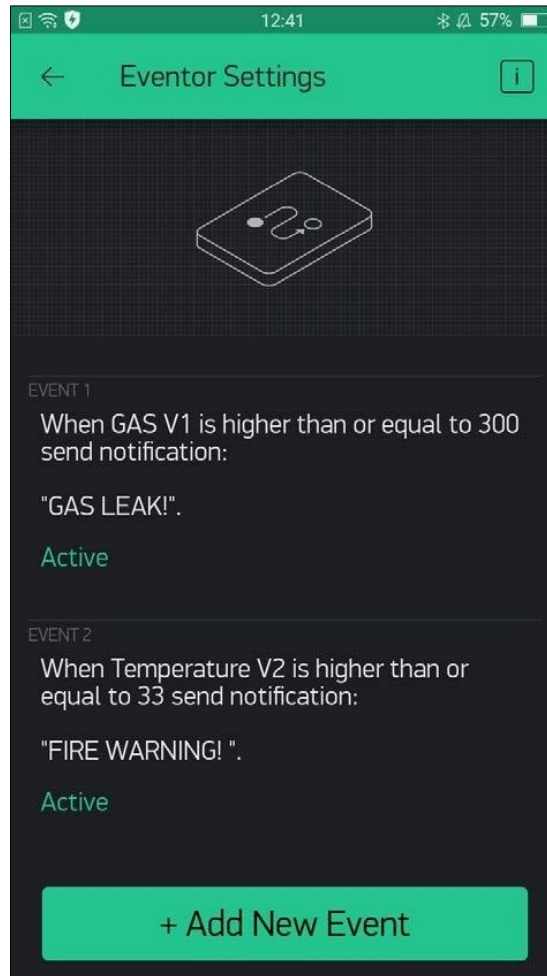 12:41
57%
Eventor Settings
i
EVENT 1
When GAS V1 is higher than or equal to 300
send notification:
"GAS LEAK!".
Active
EVENT 2
When Temperature V2 is higher than or
equal to 33 send notification:
"FIRE WARNING! ".
Active
+ Add New Event